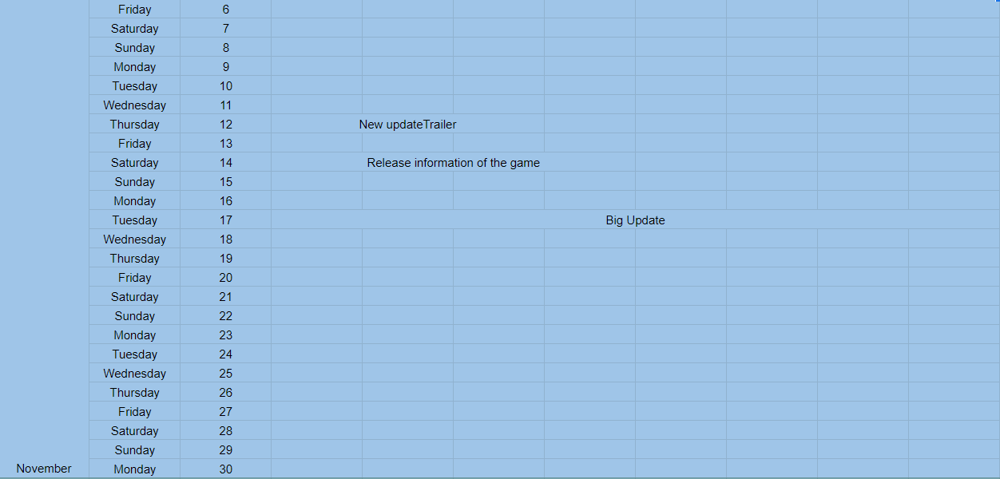 Friday 6
Saturday 7
Sunday 8
Monday 9
Tuesday 10
Wednesday 11
Thursday 12 New updateTrailer
Friday 13
Saturday 14 Release information of the game
Sunday 15
Monday 16
Tuesday 17 Big Update
Wednesday 18
Thursday 19
Friday 20
Saturday 21
Sunday 22
Monday 23
Tuesday 24
Wednesday 25
Thursday 26
Friday 27
Saturday 28
Sunday 29
November Monday 30